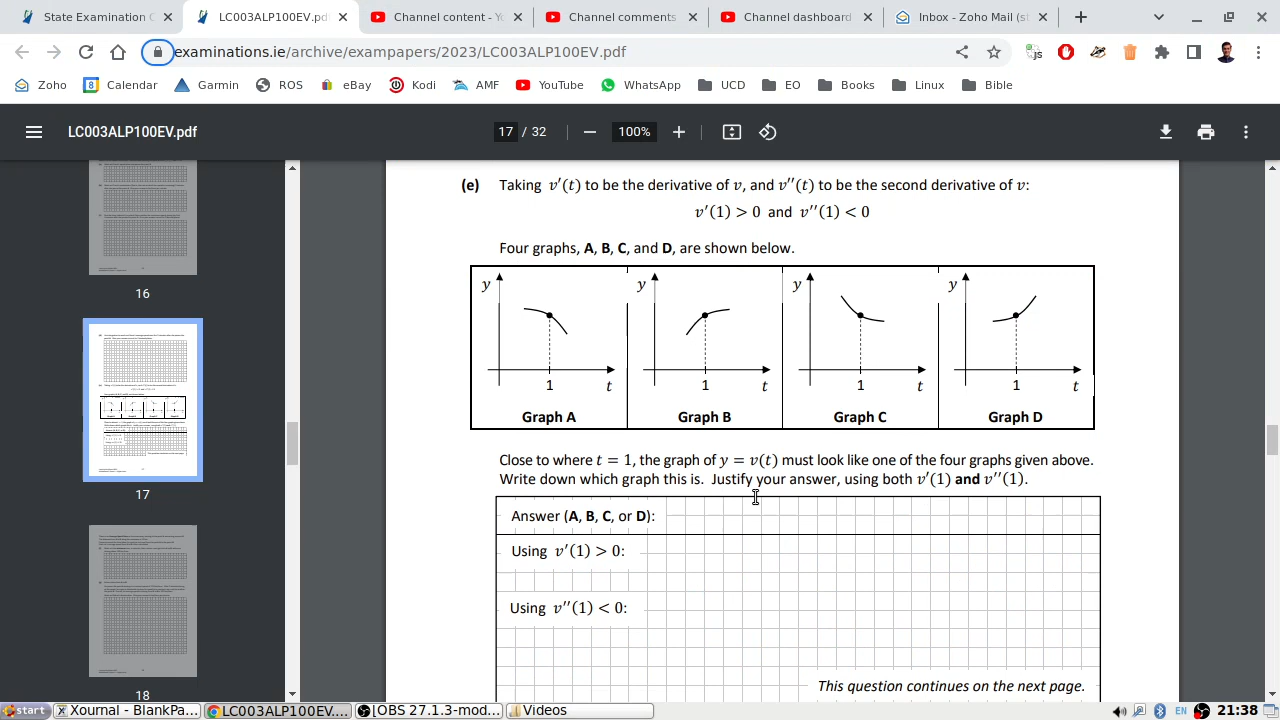 State Examination C
LC003ALP100EV.pdf
Channel content - Yo
Channel comments
Channel dashboard
Inbox - Zoho Mail (st
examinations.ie/archive/exampapers/2023/LC003ALP100EV.pdf
Zoho
Calendar
Garmin
ROS
eBay
Kodi
AMF
YouTube
WhatsApp
UCD
EO
Books
Linux
Bible
LC003ALP100EV.pdf
17 / 32
100%
16
17
18
(e) Taking v′(t) to be the derivative of v, and v′′(t) to be the second derivative of v:
v′(1) > 0 and v′′(1) < 0
Four graphs, A, B, C, and D, are shown below.
y
1
t
Graph A
y
1
t
Graph B
y
1
t
Graph C
y
1
t
Graph D
Close to where t = 1, the graph of y = v(t) must look like one of the four graphs given above.
Write down which graph this is. Justify your answer, using both v′(1) and v′′(1).
Answer (A, B, C, or D):
Using v′(1) > 0:
Using v′′(1) < 0:
This question continues on the next page.
start
Xournal - BlankPa...
LC003ALP100EV....
[OBS 27.1.3-mod...
Videos
EN
21:38